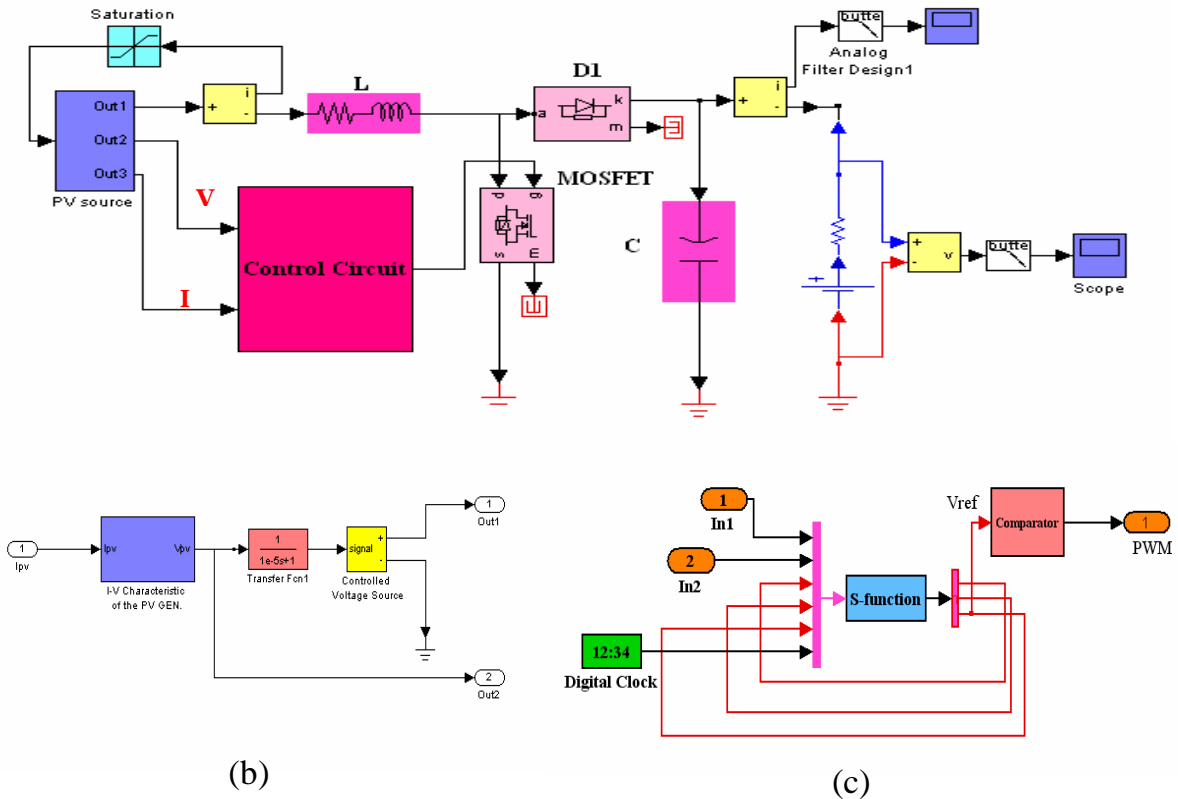 Saturation
Out1
Out2
Out3
PV source
+
i
-
L
D1
a
k
m
MOSFET
d
g
s
m
V
I
Control Circuit
C
+
i
-
butte
Analog
Filter Design1
+
+
-
v
butte
Scope
1
Ipv
Ipv
Vpv
I-V Characteristic
of the PV GEN.
1
1e-5s+1
Transfer Fcn1
signal
+
-
Controlled
Voltage Source
1
Out1
2
Out2
(b)
1
In1
2
In2
12:34
Digital Clock
S-function
Vref
Comparator
1
PWM
(c)